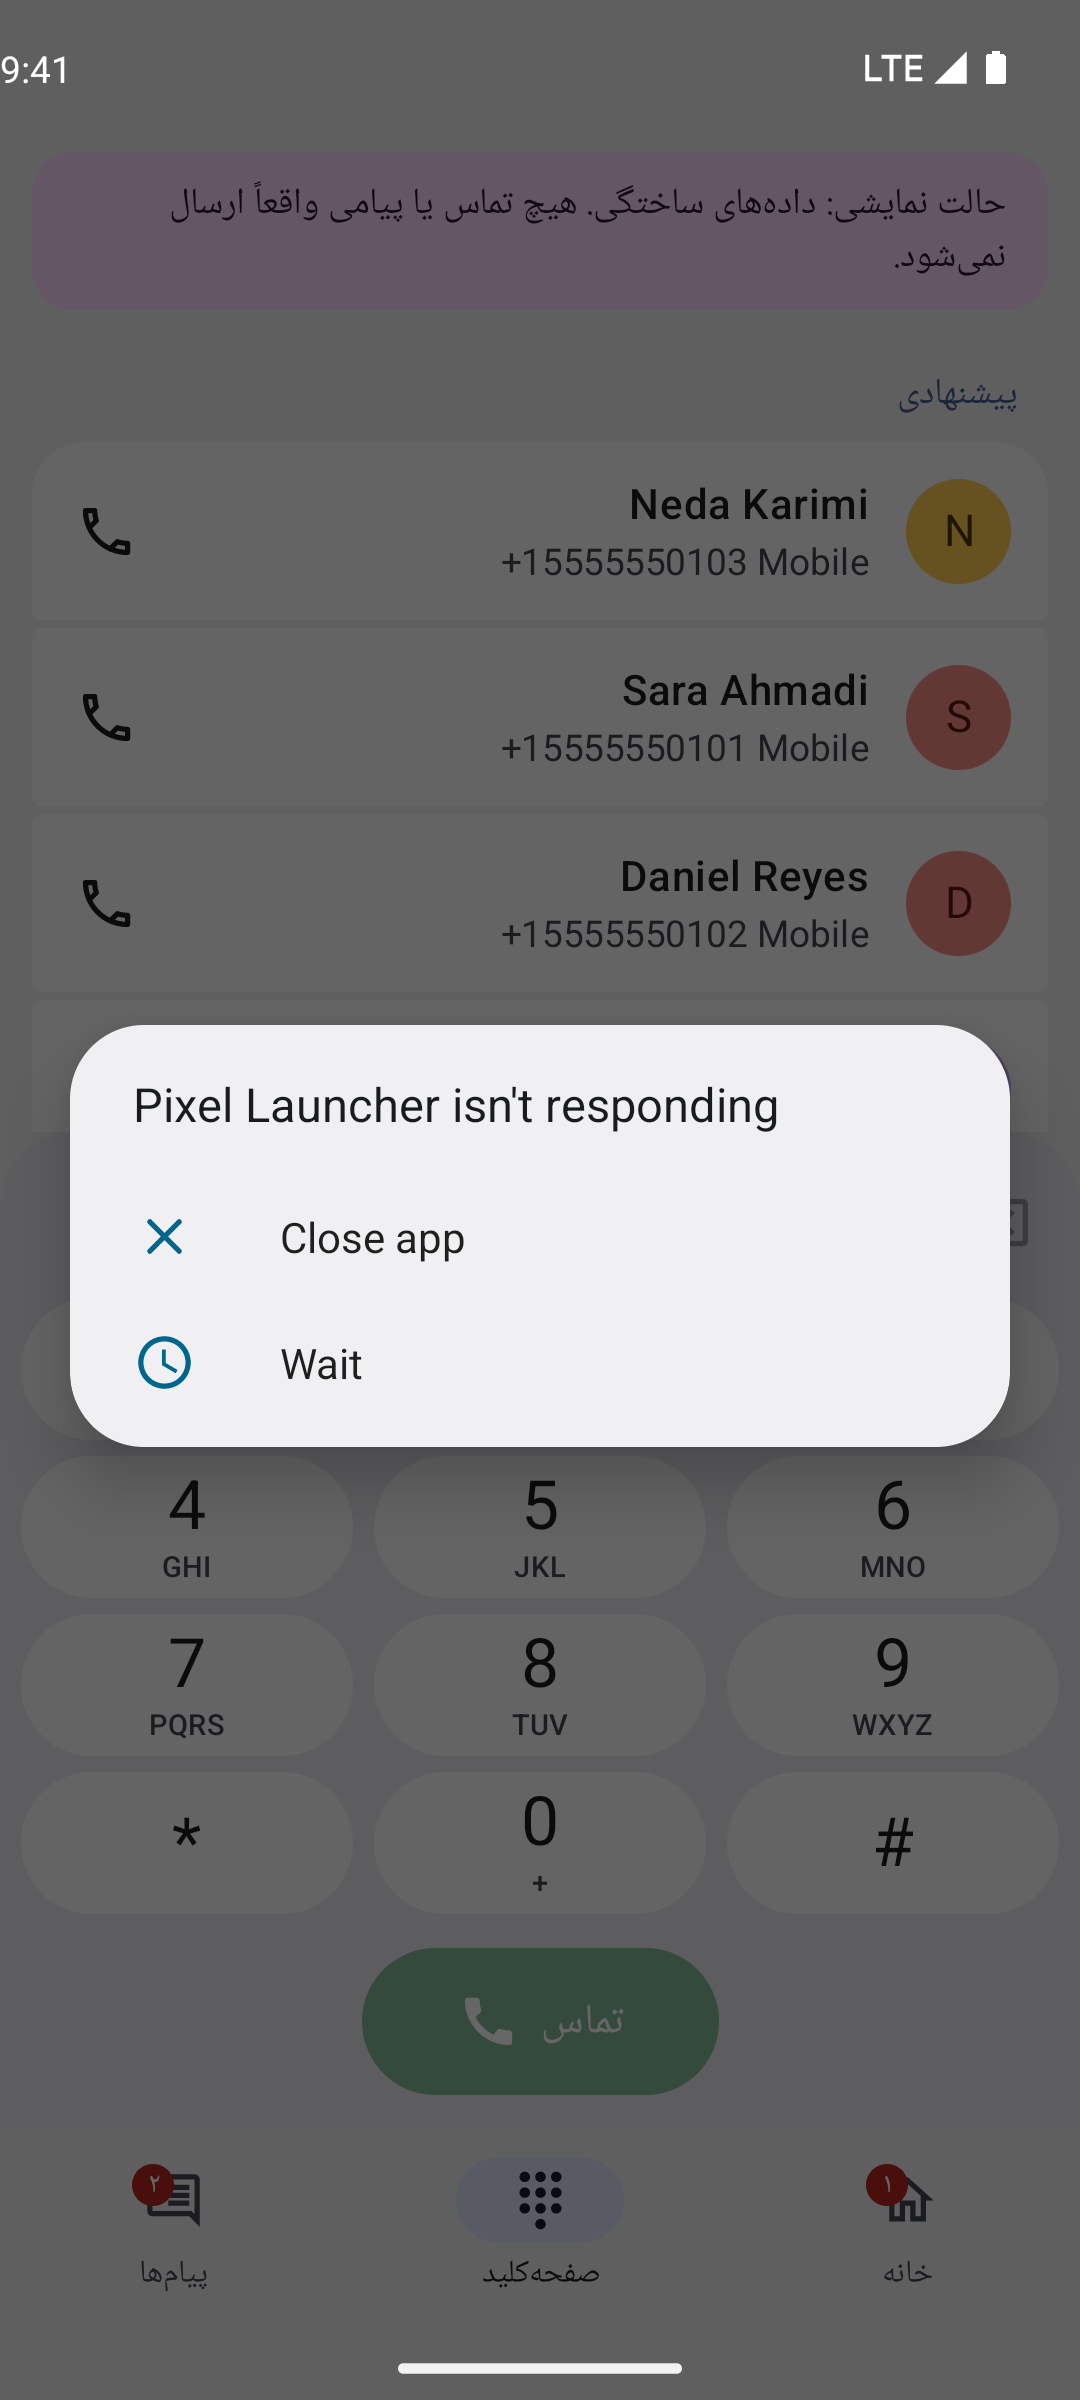 9:41
LTE
حالت نمایشی: داده‌های ساختگی. هیچ تماس یا پیامی واقعاً ارسال
نمی‌شود.
پیشنهادی
Neda Karimi
N
+15555550103 Mobile
Sara Ahmadi
S
+15555550101 Mobile
Daniel Reyes
D
+15555550102 Mobile
Pixel Launcher isn't responding
Close app
Wait
4 5 6
GHI JKL MNO
7 8 9
PQRS TUV WXYZ
* 0 #
+
تماس
۱
۲
خانه
صفحه‌کلید
پیام‌ها